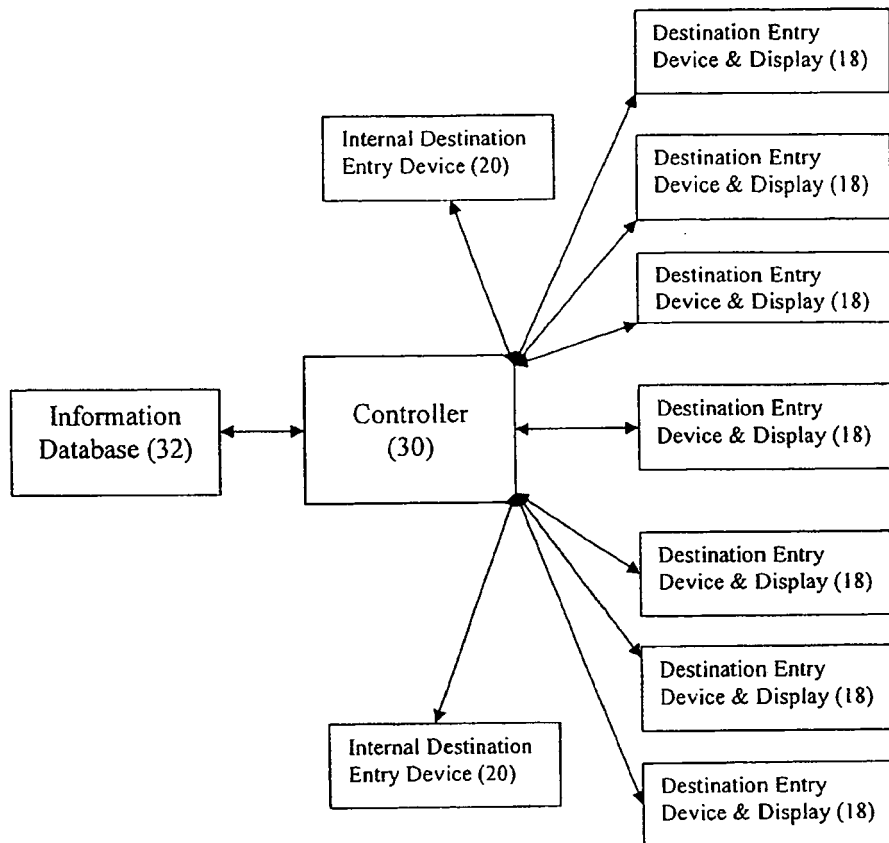 Destination Entry
Device & Display (18)
Internal Destination
Entry Device (20)
Destination Entry
Device & Display (18)
Destination Entry
Device & Display (18)
Information
Database (32)
Controller
(30)
Destination Entry
Device & Display (18)
Destination Entry
Device & Display (18)
Destination Entry
Device & Display (18)
Internal Destination
Entry Device (20)
Destination Entry
Device & Display (18)